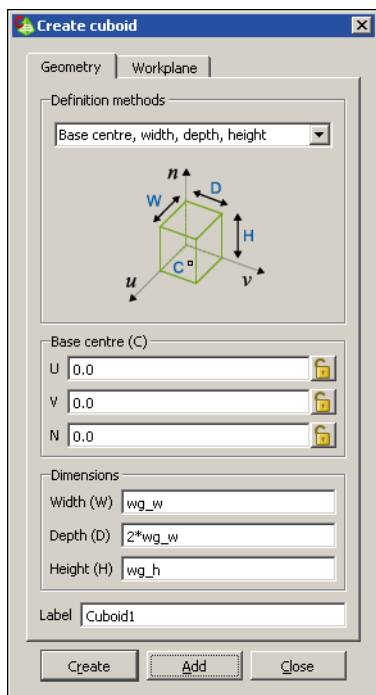 Create cuboid
Geometry Workplane
Definition methods
Base centre, width, depth, height
n
W D
H
C
u v
Base centre (C)
U 0.0
V 0.0
N 0.0
Dimensions
Width (W) wg_w
Depth (D) 2*wg_w
Height (H) wg_h
Label Cuboid1
Create Add Close